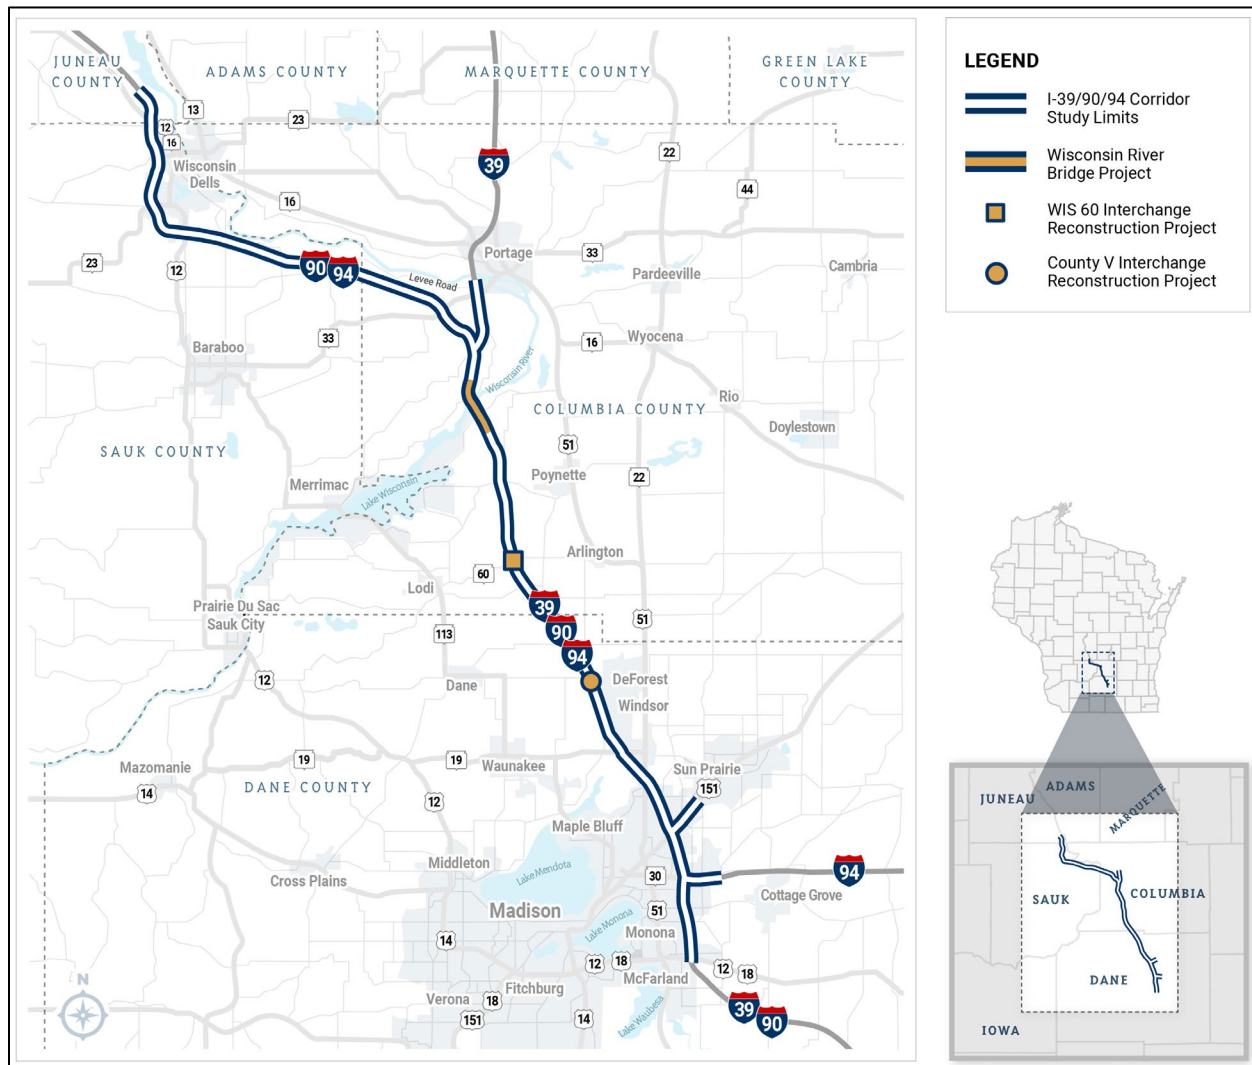 JUNEAU
COUNTY
ADAMS COUNTY
MARQUETTE COUNTY
GREEN LAKE
COUNTY
13
23
12
16
39
22
44
Wisconsin
Dells
16
23
12
90
94
Levee Road
Portage
33
Pardeeville
Cambria
33
Baraboo
16
Wyocena
Wisconsin River
Rio
COLUMBIA COUNTY
Doylestown
SAUK COUNTY
51
Poynette
22
Merrimac
Lake Wisconsin
Arlington
60
Lodi
Prairie Du Sac
Sauk City
39
90
94
51
113
12
Dane
DeForest
Windsor
Mazomanie
14
19
DANE COUNTY
19
Waunakee
Sun Prairie
151
12
Maple Bluff
Middleton
Lake Mendota
Cross Plains
30
94
Cottage Grove
Madison
51
Lake Monona
Monona
14
12
18
McFarland
12
18
Verona
18
Fitchburg
151
14
Lake Waubesa
39
90
N
LEGEND
I-39/90/94 Corridor
Study Limits
Wisconsin River
Bridge Project
WIS 60 Interchange
Reconstruction Project
County V Interchange
Reconstruction Project
JUNEAU
ADAMS
MARQUETTE
SAUK
COLUMBIA
DANE
IOWA